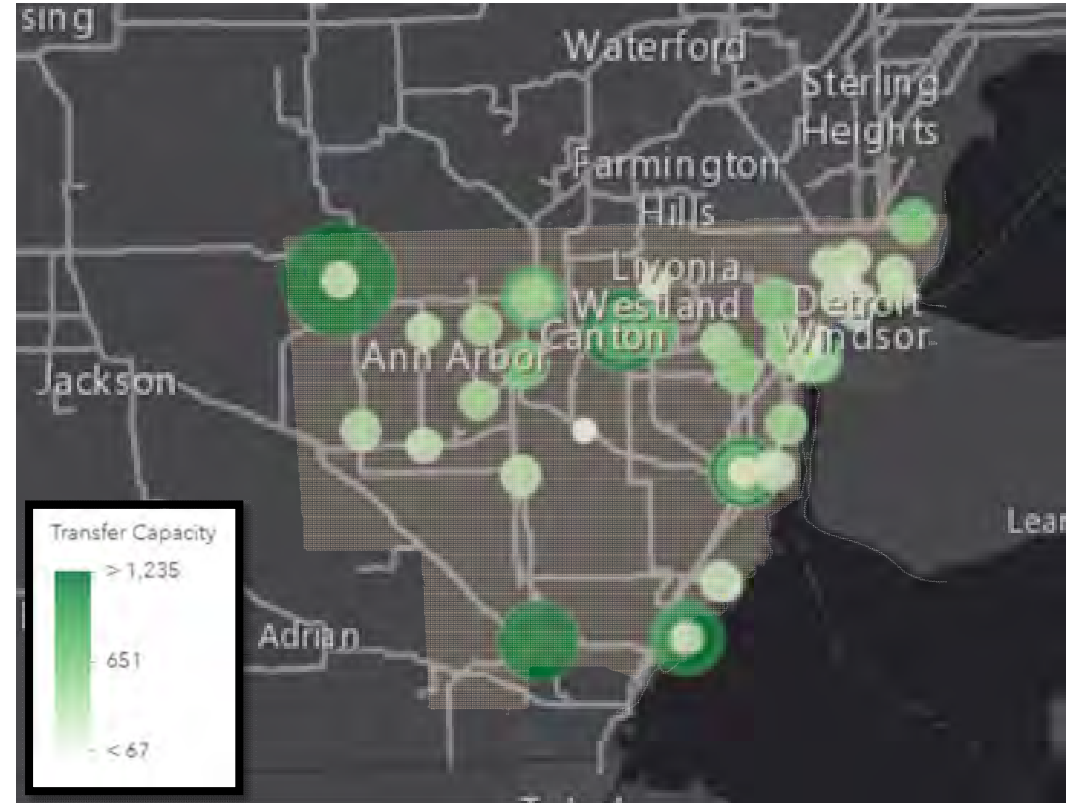 sing
Waterford
Sterling
Heights
Farmington
Hills
Livonia
Westland
Detroit
Canton
Windsor
Ann Arbor
Jackson
Lear
Adrian
Transfer Capacity
> 1,235
651
< 67